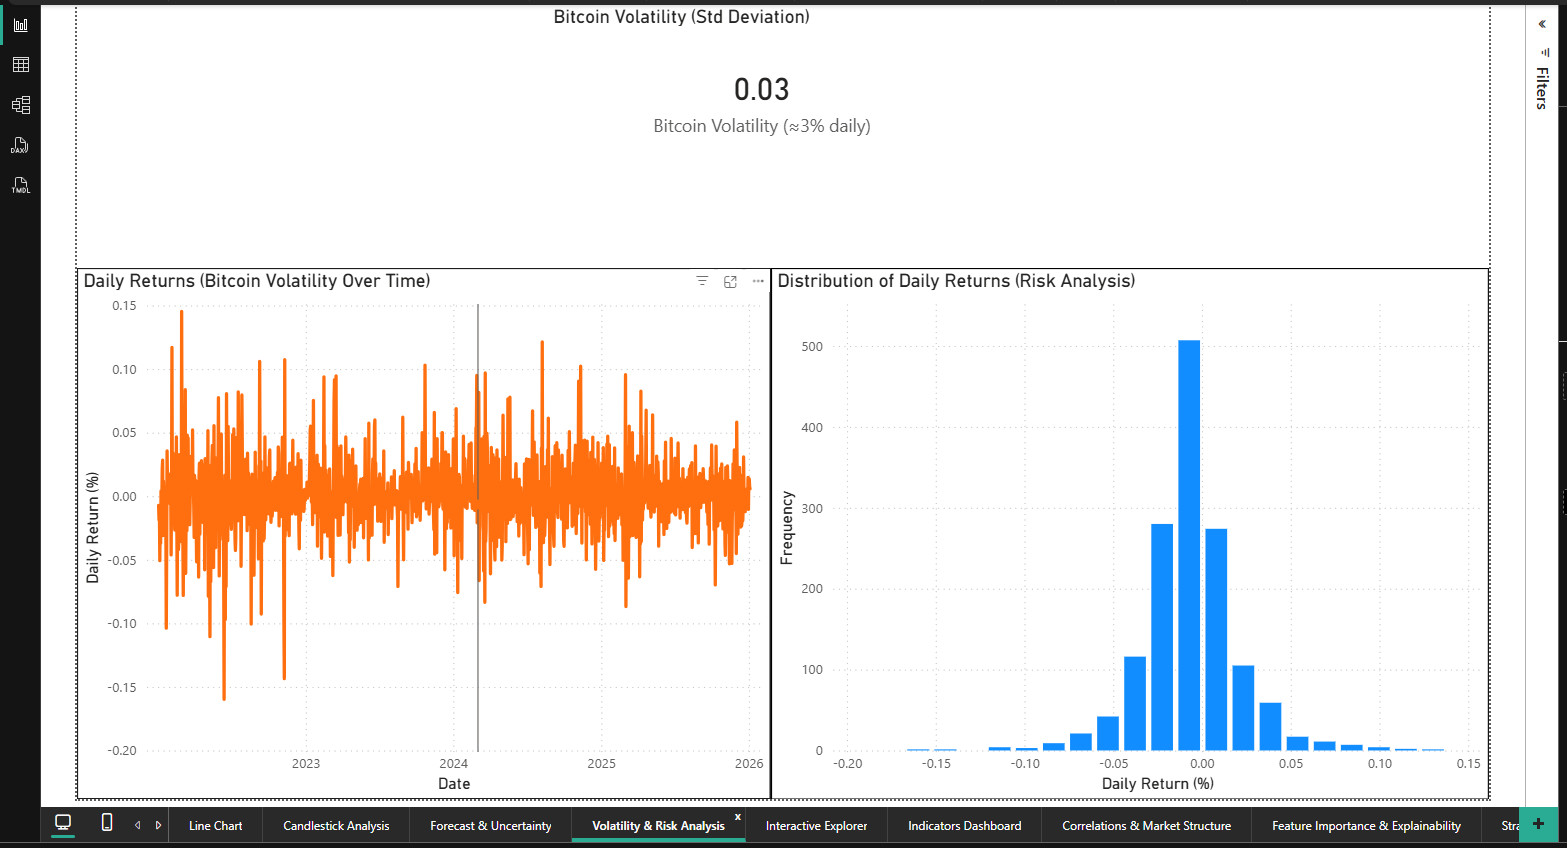 Bitcoin Volatility (Std Deviation)
0.03
Bitcoin Volatility (≈3% daily)
Filters
DAX
TMDL
Daily Returns (Bitcoin Volatility Over Time)
0.15
0.10
0.05
0.00
-0.05
-0.10
-0.15
-0.20
Daily Return (%)
2023 2024 2025 2026
Date
Distribution of Daily Returns (Risk Analysis)
500
400
300
200
100
0
Frequency
-0.20 -0.15 -0.10 -0.05 0.00 0.05 0.10 0.15
Daily Return (%)
Line Chart
Candlestick Analysis
Forecast & Uncertainty
Volatility & Risk Analysis
x
Interactive Explorer
Indicators Dashboard
Correlations & Market Structure
Feature Importance & Explainability
Stra